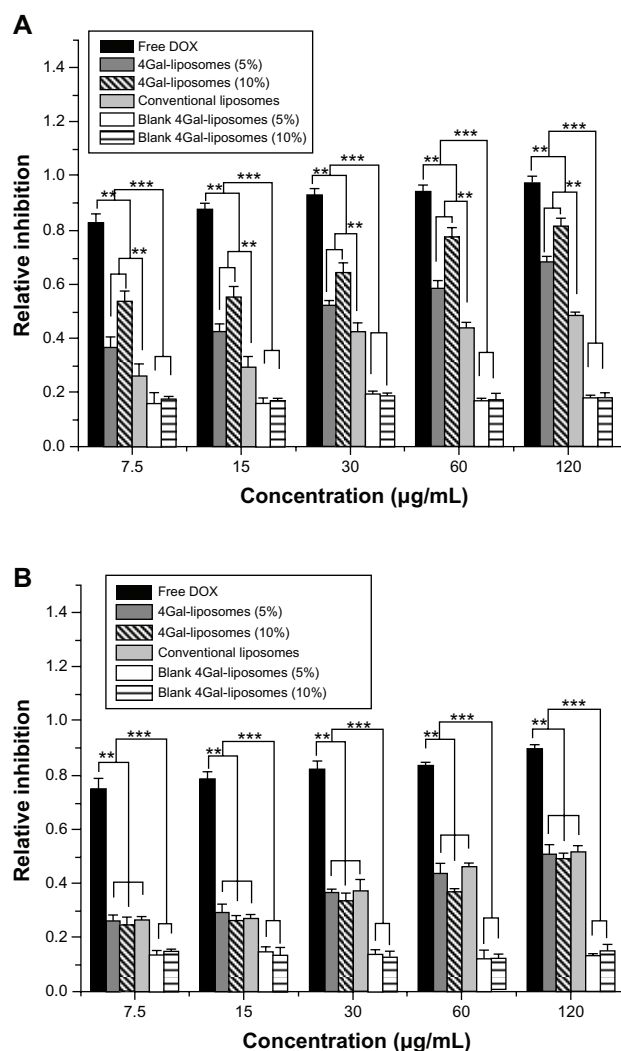 A
Free DOX
4Gal-liposomes (5%)
4Gal-liposomes (10%)
Conventional liposomes
Blank 4Gal-liposomes (5%)
Blank 4Gal-liposomes (10%)
Relative inhibition
1.4
1.2
1.0
0.8
0.6
0.4
0.2
0.0
** *** **
** *** **
** *** **
** *** **
** *** **
7.5 15 30 60 120
Concentration (µg/mL)
B
Free DOX
4Gal-liposomes (5%)
4Gal-liposomes (10%)
Conventional liposomes
Blank 4Gal-liposomes (5%)
Blank 4Gal-liposomes (10%)
Relative inhibition
1.4
1.2
1.0
0.8
0.6
0.4
0.2
0.0
** ***
** ***
** ***
** ***
** ***
7.5 15 30 60 120
Concentration (µg/mL)